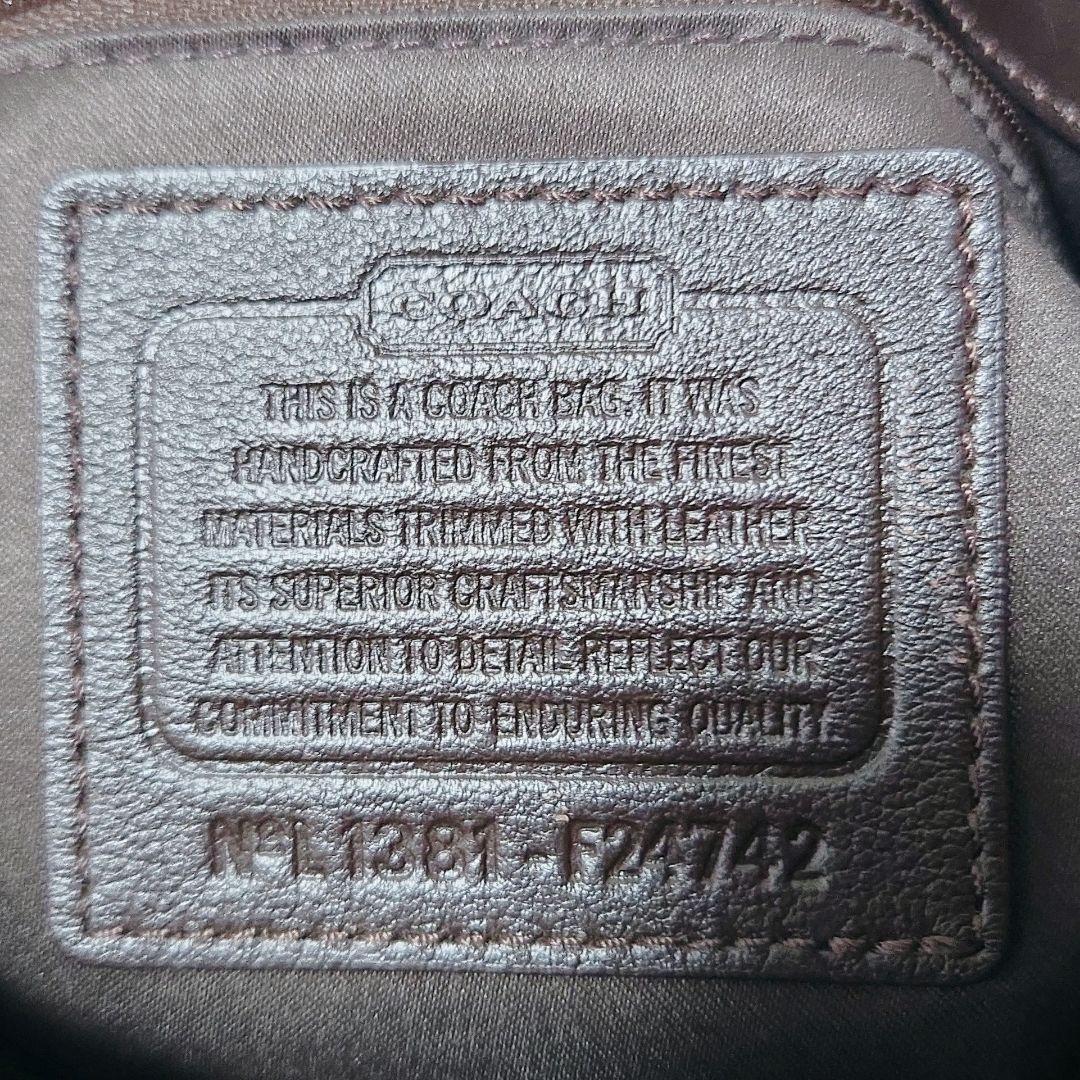 COACH
THIS IS A COACH BAG. IT WAS
HANDCRAFTED FROM THE FINEST
MATERIALS TRIMMED WITH LEATHER.
ITS SUPERIOR CRAFTSMANSHIP AND
ATTENTION TO DETAIL REFLECT OUR
COMMITMENT TO ENDURING QUALITY.
Nº L1381-F24742